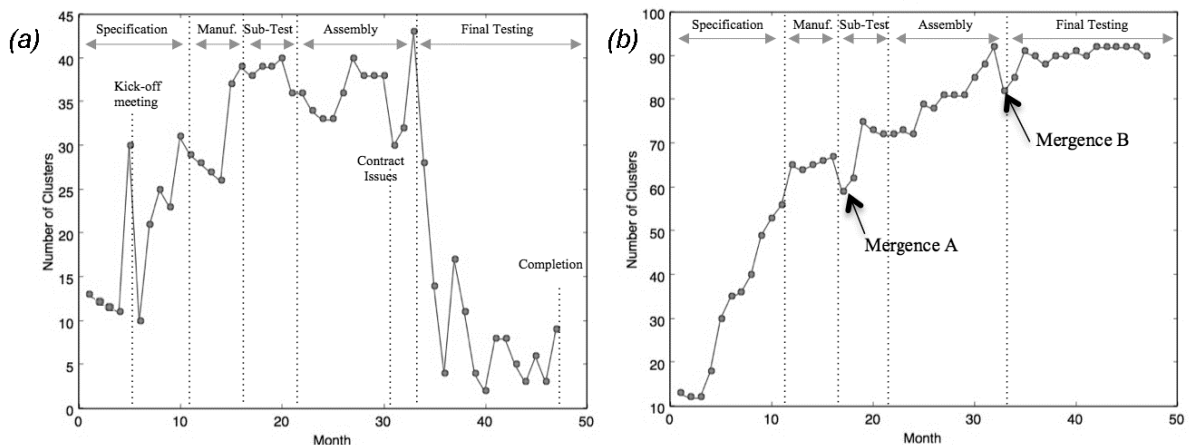 (a)
Specification Manuf. Sub-Test Assembly Final Testing
Kick-off
meeting
Contract
Issues
Completion
Number of Clusters
45
40
35
30
25
20
15
10
5
0
0 10 20 30 40 50
Month
(b)
Specification Manuf. Sub-Test Assembly Final Testing
Mergence B
Mergence A
Number of Clusters
100
90
80
70
60
50
40
30
20
10
0 10 20 30 40 50
Month